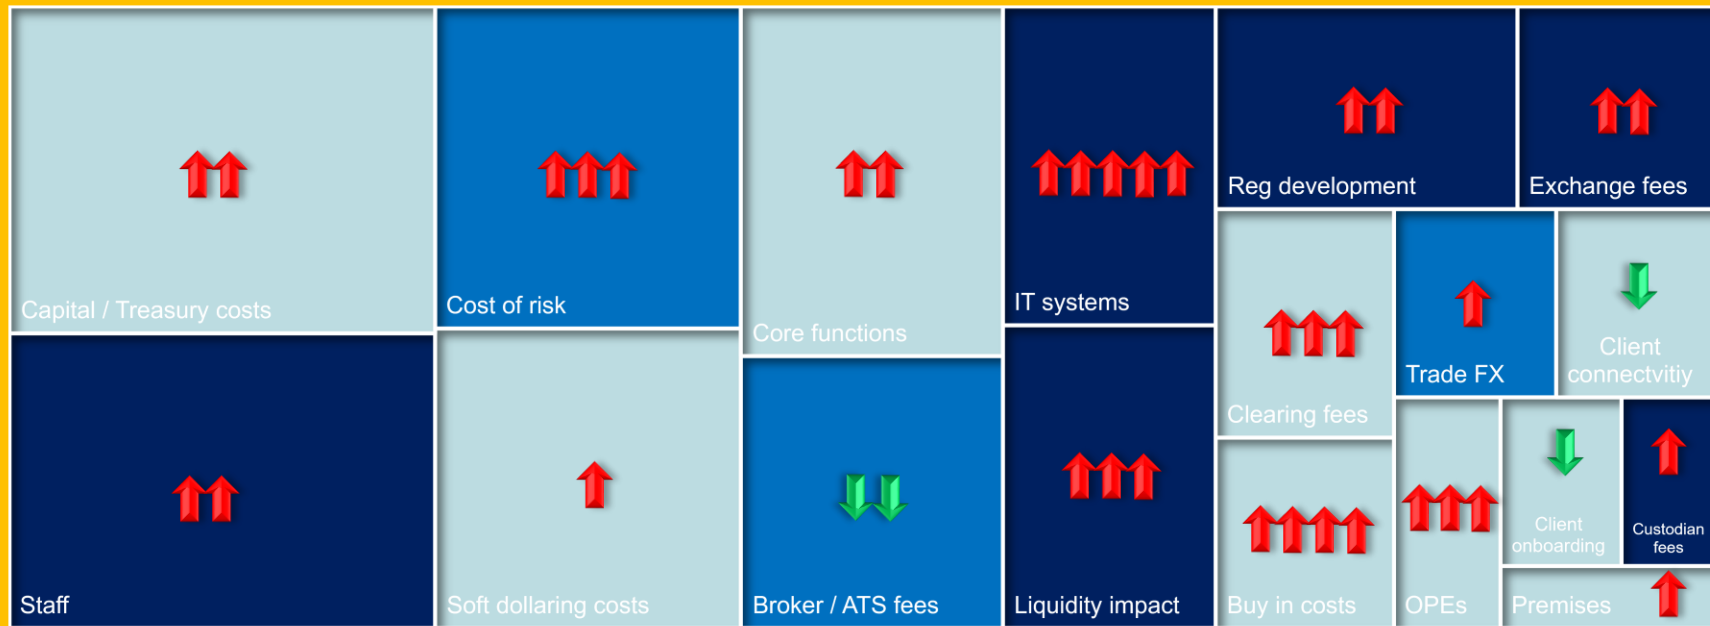 Capital / Treasury costs
Cost of risk
Core functions
IT systems
Reg development
Exchange fees
Clearing fees
Trade FX
Client
connectvitiy
Staff
Soft dollaring costs
Broker / ATS fees
Liquidity impact
Buy in costs
OPEs
Client
onboarding
Custodian
fees
Premises